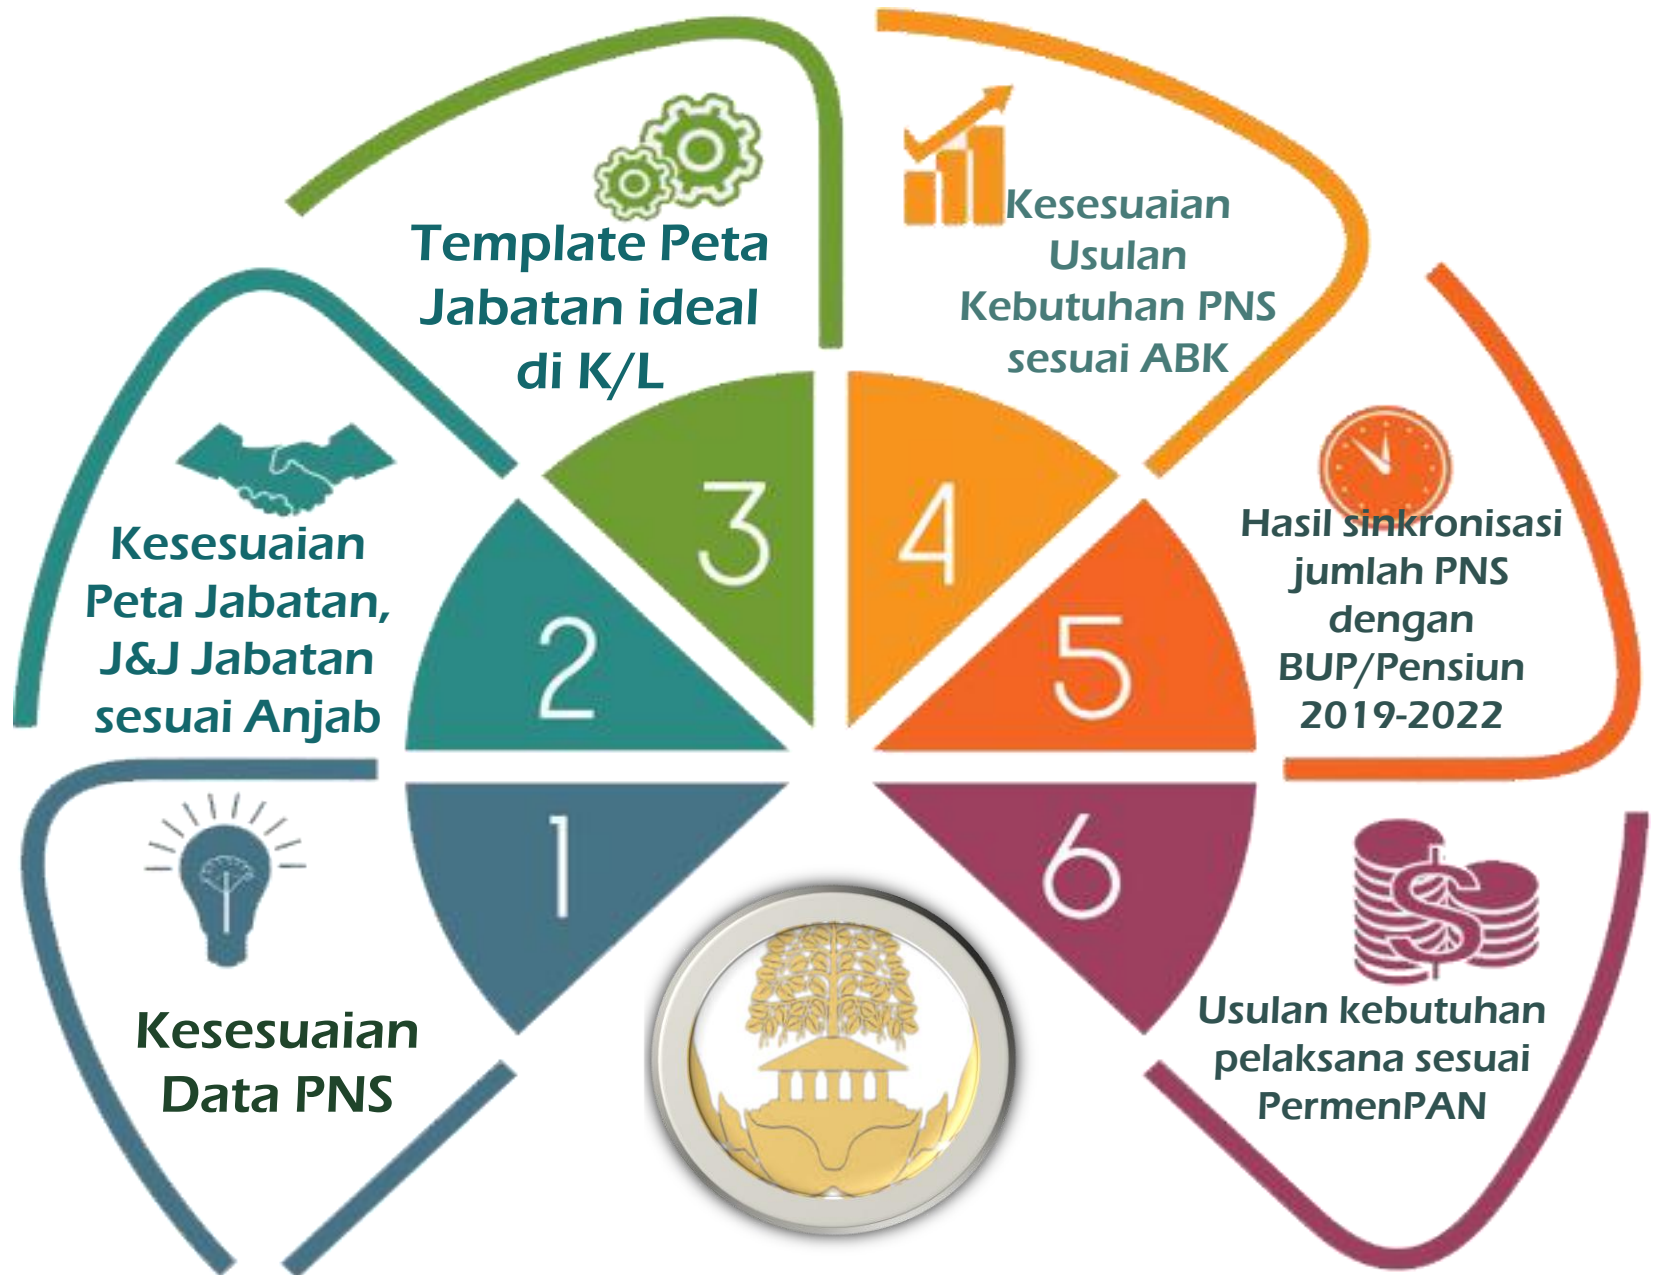 1
Kesesuaian
Data PNS
2
Kesesuaian
Peta Jabatan,
J&J Jabatan
sesuai Anjab
3
Template Peta
Jabatan ideal
di K/L
4
Kesesuaian
Usulan
Kebutuhan PNS
sesuai ABK
5
Hasil sinkronisasi
jumlah PNS
dengan
BUP/Pensiun
2019-2022
6
$
Usulan kebutuhan
pelaksana sesuai
PermenPAN